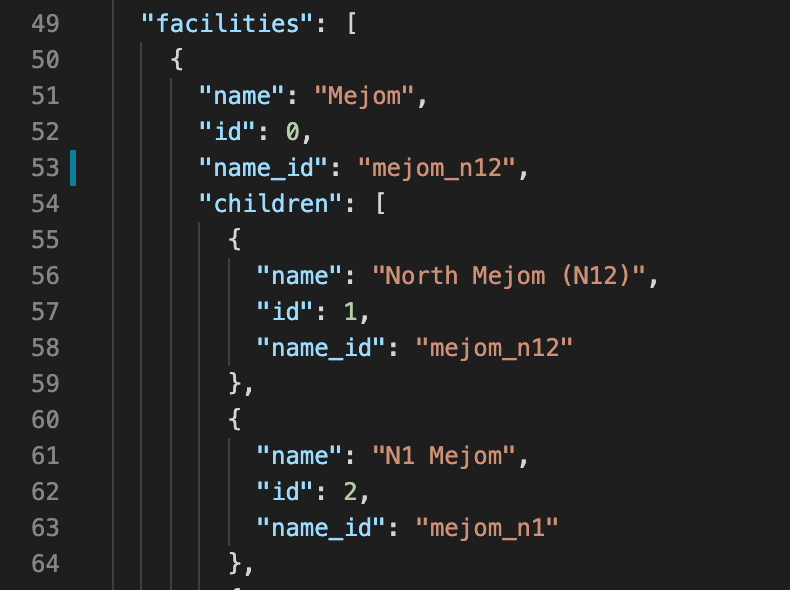 49 "facilities": [
50 {
51 "name": "Mejom",
52 "id": 0,
53 "name_id": "mejom_n12",
54 "children": [
55 {
56 "name": "North Mejom (N12)",
57 "id": 1,
58 "name_id": "mejom_n12"
59 },
60 {
61 "name": "N1 Mejom",
62 "id": 2,
63 "name_id": "mejom_n1"
64 },